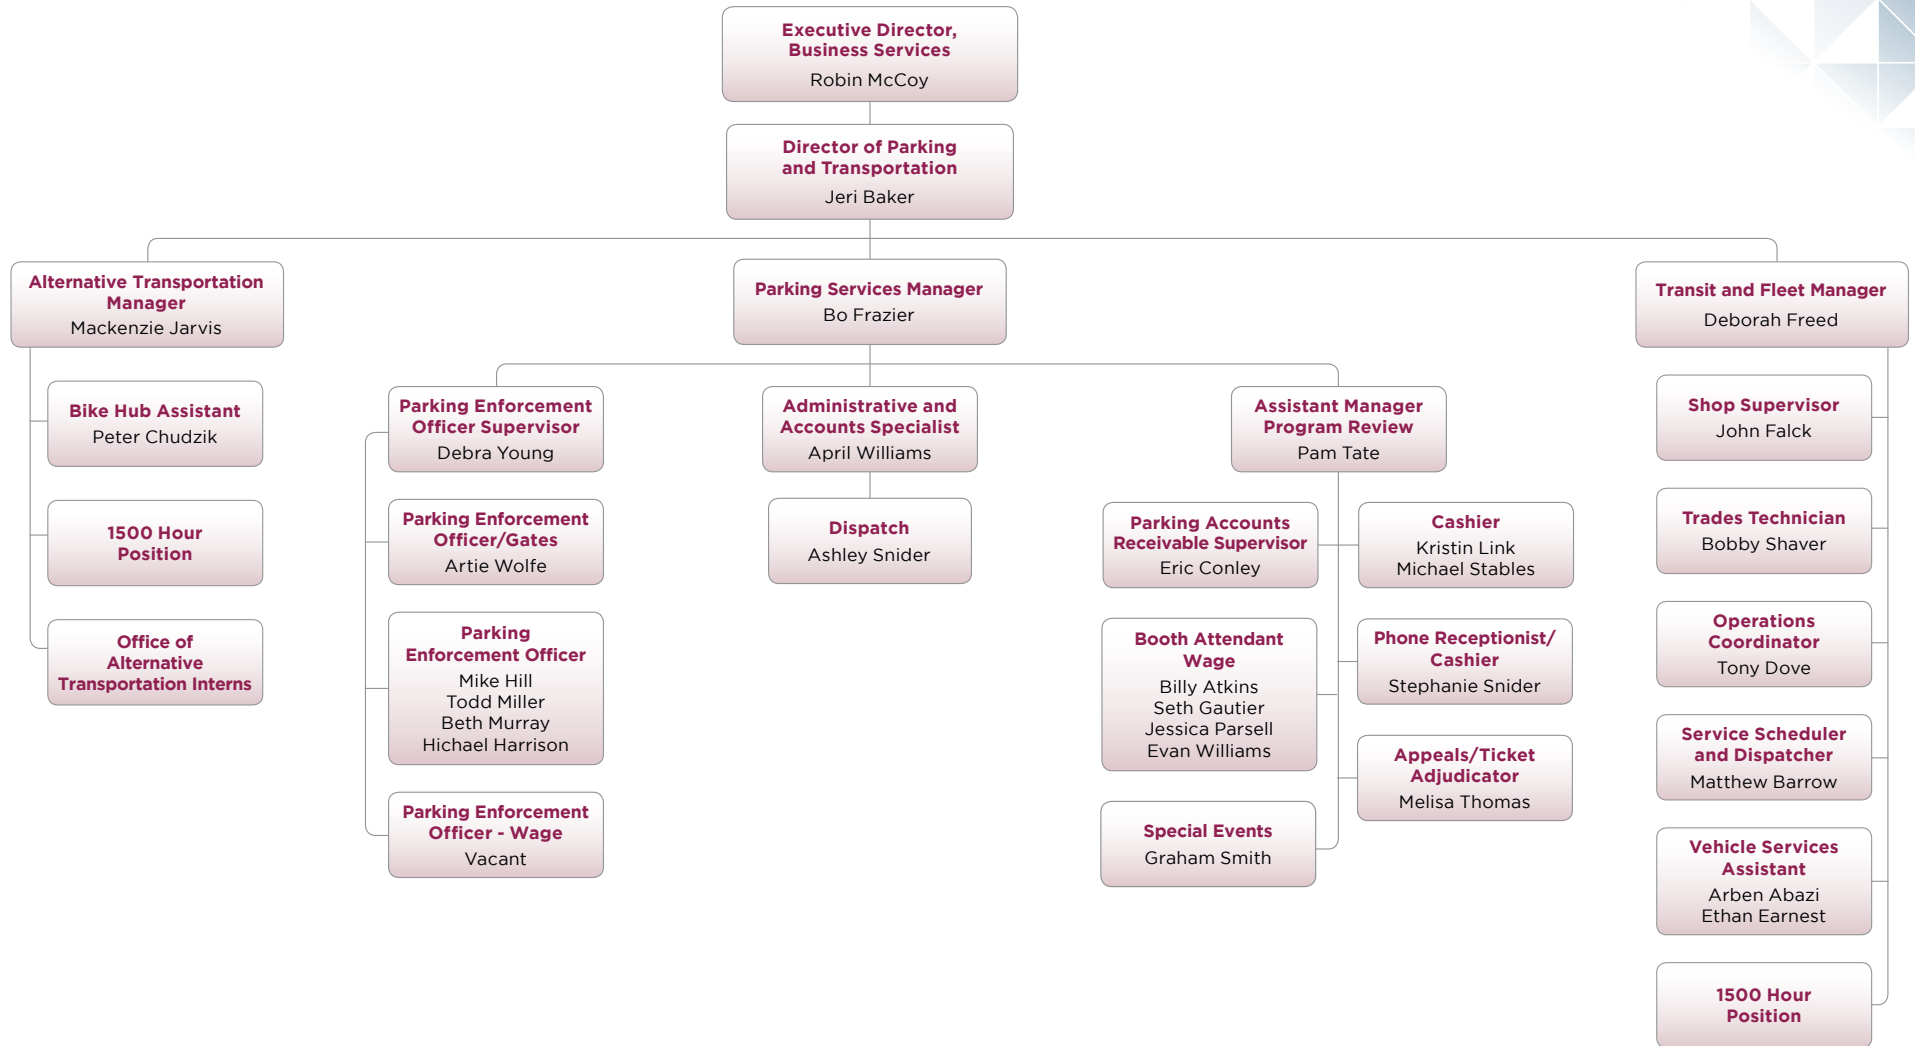 Executive Director,
Business Services
Robin McCoy
Director of Parking
and Transportation
Jeri Baker
Alternative Transportation
Manager
Mackenzie Jarvis
Parking Services Manager
Bo Frazier
Transit and Fleet Manager
Deborah Freed
Bike Hub Assistant
Peter Chudzik
1500 Hour
Position
Office of
Alternative
Transportation Interns
Parking Enforcement
Officer Supervisor
Debra Young
Parking Enforcement
Officer/Gates
Artie Wolfe
Parking
Enforcement Officer
Mike Hill
Todd Miller
Beth Murray
Hichael Harrison
Parking Enforcement
Officer - Wage
Vacant
Administrative and
Accounts Specialist
April Williams
Dispatch
Ashley Snider
Assistant Manager
Program Review
Pam Tate
Parking Accounts
Receivable Supervisor
Eric Conley
Booth Attendant
Wage
Billy Atkins
Seth Gautier
Jessica Parsell
Evan Williams
Special Events
Graham Smith
Cashier
Kristin Link
Michael Stables
Phone Receptionist/
Cashier
Stephanie Snider
Appeals/Ticket
Adjudicator
Melisa Thomas
Shop Supervisor
John Falck
Trades Technician
Bobby Shaver
Operations
Coordinator
Tony Dove
Service Scheduler
and Dispatcher
Matthew Barrow
Vehicle Services
Assistant
Arben Abazi
Ethan Earnest
1500 Hour
Position